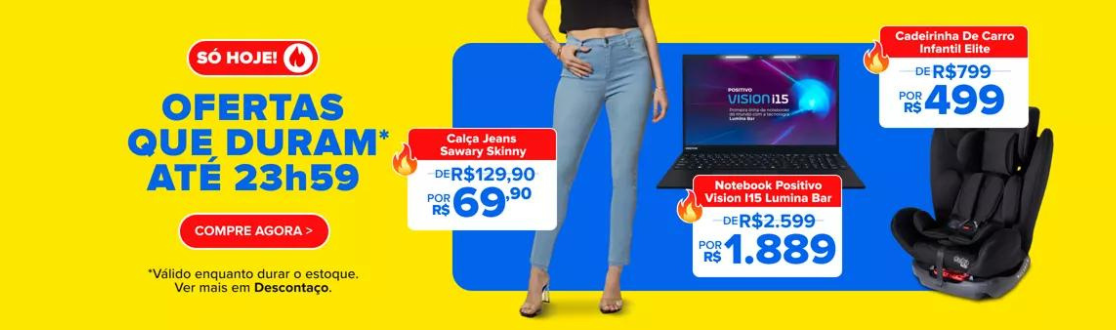 SÓ HOJE!
OFERTAS
QUE DURAM*
ATÉ 23h59
COMPRE AGORA >
*Válido enquanto durar o estoque.
Ver mais em Descontaço.
Calça Jeans
Sawary Skinny
DE R$129,90
POR R$ 69,90
POSITIVO
VISION i15
Lumina Bar
Notebook Positivo
Vision I15 Lumina Bar
DE R$2.599
POR R$ 1.889
Cadeirinha De Carro
Infantil Elite
DE R$799
POR R$ 499